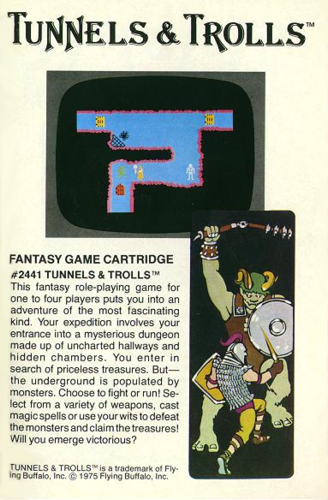 TUNNELS & TROLLS™
FANTASY GAME CARTRIDGE
#2441 TUNNELS & TROLLS™
This fantasy role-playing game for
one to four players puts you into an
adventure of the most fascinating
kind. Your expedition involves your
entrance into a mysterious dungeon
made up of uncharted hallways and
hidden chambers. You enter in
search of priceless treasures. But—
the underground is populated by
monsters. Choose to fight or run! Se-
lect from a variety of weapons, cast
magic spells or use your wits to defeat
the monsters and claim the treasures!
Will you emerge victorious?
TUNNELS & TROLLS™ is a trademark of Fly-
ing Buffalo, Inc. © 1975 Flying Buffalo, Inc.